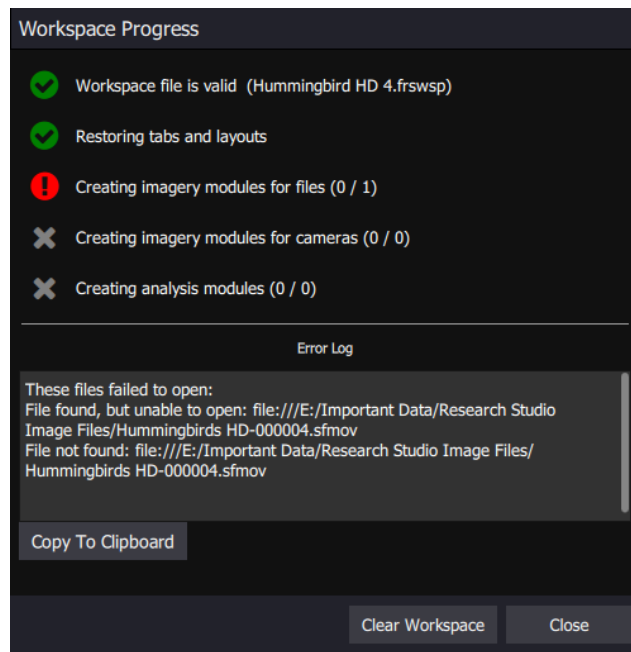 Workspace Progress
Workspace file is valid  (Hummingbird HD 4.frswsp)
Restoring tabs and layouts
Creating imagery modules for files (0 / 1)
Creating imagery modules for cameras (0 / 0)
Creating analysis modules (0 / 0)
Error Log
These files failed to open:
File found, but unable to open: file:///E:/Important Data/Research Studio
Image Files/Hummingbirds HD-000004.sfmov
File not found: file:///E:/Important Data/Research Studio Image Files/
Hummingbirds HD-000004.sfmov
Copy To Clipboard
Clear Workspace
Close